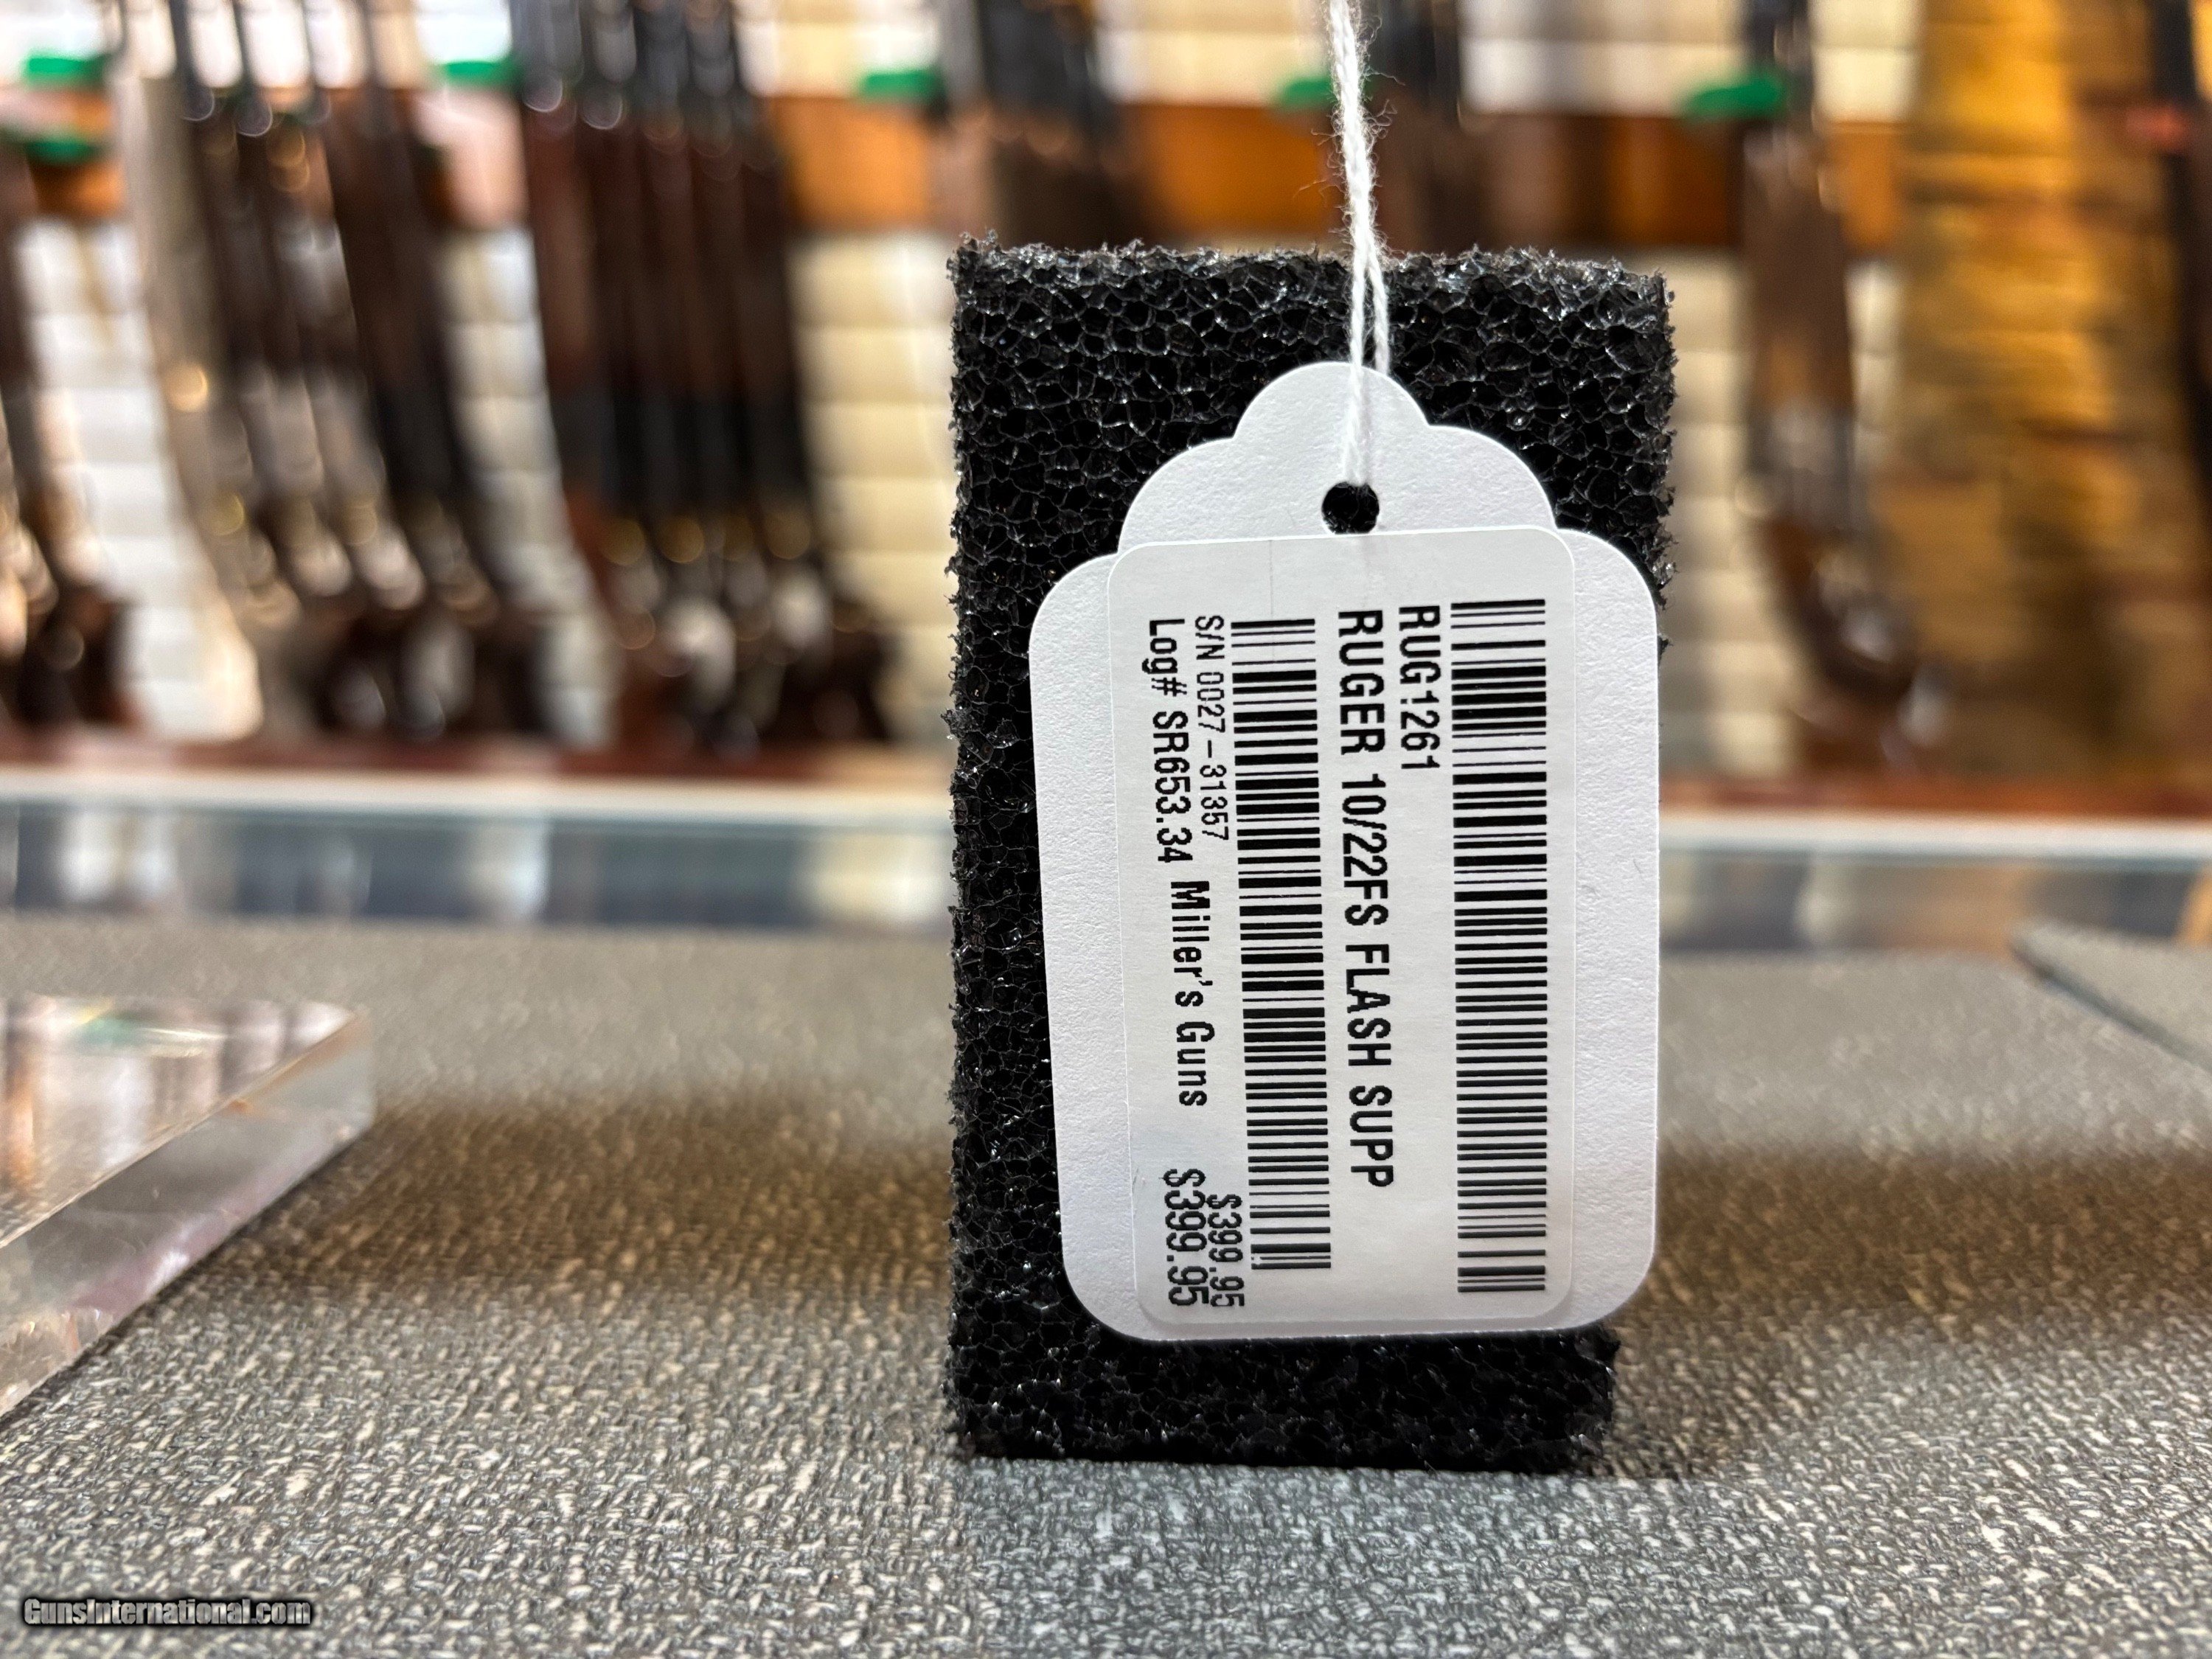 RUG1261
RUGER 10/22FS FLASH SUPP
S/N 0027-31357 $399.95
Log# SR653.34 Miller's Guns $399.95
GunsInternational.com